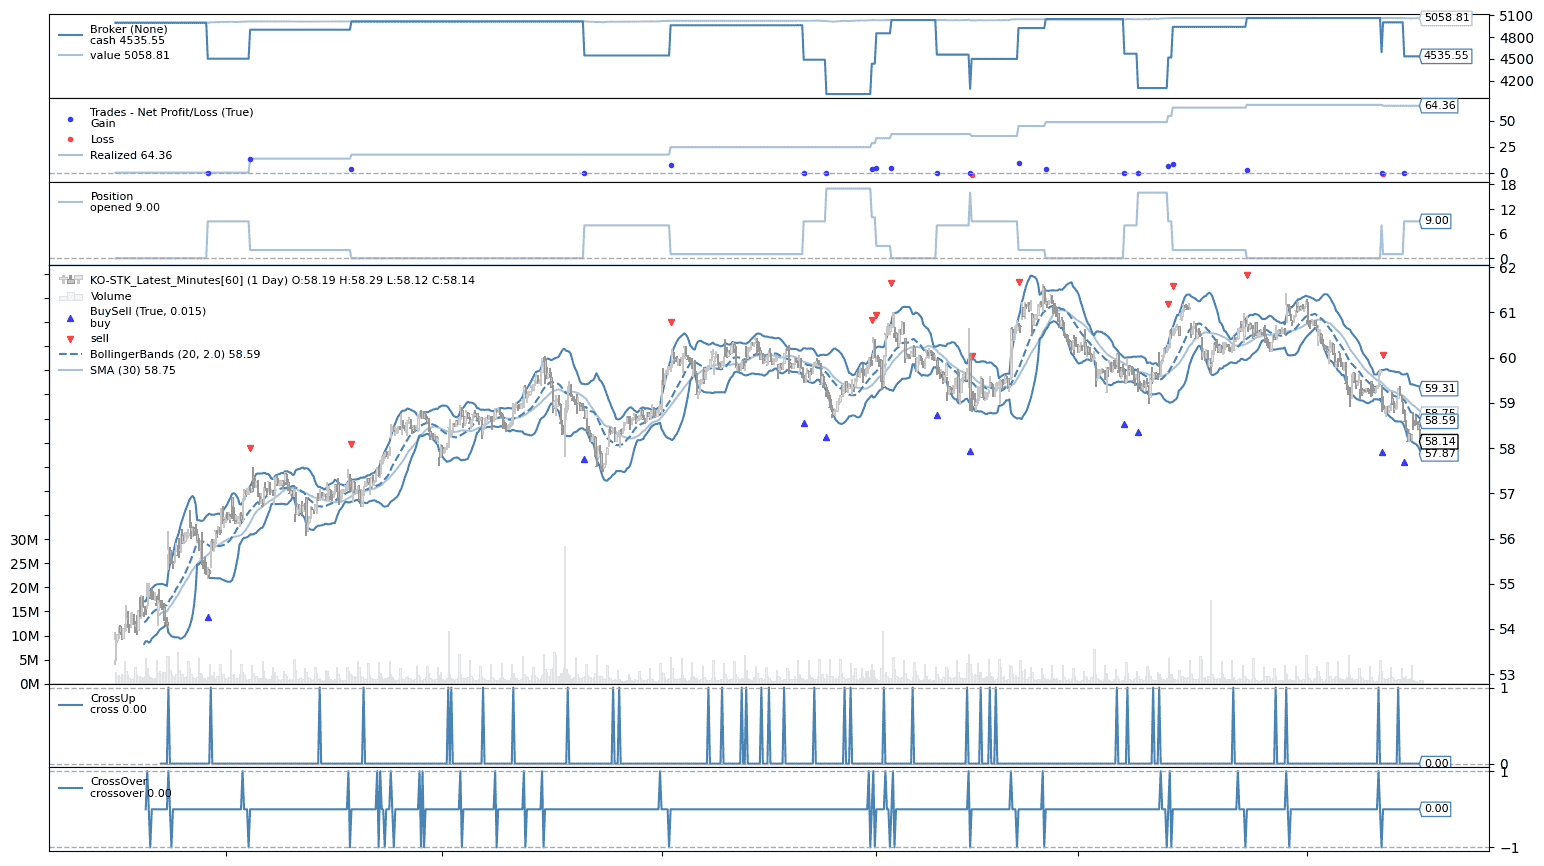 Broker (None)
cash 4535.55
value 5058.81
5100
4800
4500
4200
5058.81
4535.55
Trades - Net Profit/Loss (True)
Gain
Loss
Realized 64.36
64.36
50
25
0
Position
opened 9.00
18
12
6
0
9.00
KO-STK_Latest_Minutes[60] (1 Day) O:58.19 H:58.29 L:58.12 C:58.14
Volume
BuySell (True, 0.015)
buy
sell
BollingerBands (20, 2.0) 58.59
SMA (30) 58.75
62
61
60
59
58
57
56
55
54
53
59.31
58.75
58.59
58.14
57.87
30M
25M
20M
15M
10M
5M
0M
CrossUp
cross 0.00
1
0
0.00
CrossOver
crossover 0.00
1
0.00
−1